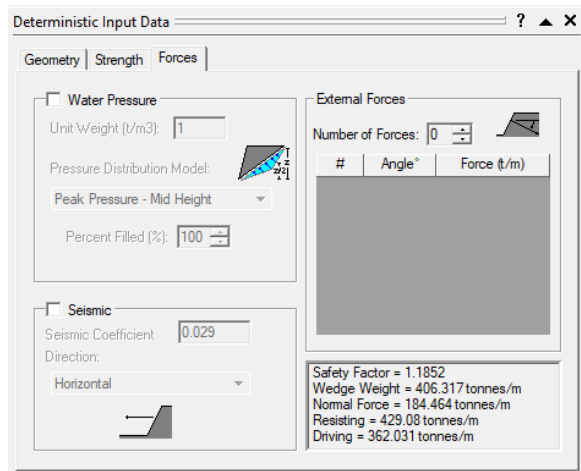 Deterministic Input Data
? 
Geometry Strength Forces
Water Pressure
Unit Weight (t/m3): 1
Pressure Distribution Model:
Peak Pressure - Mid Height
Percent Filled (%): 100
z
z/2
Seismic
Seismic Coefficient 0.029
Direction:
Horizontal
External Forces
Number of Forces: 0
# Angle° Force (t/m)
Safety Factor = 1.1852
Wedge Weight = 406.317 tonnes/m
Normal Force = 184.464 tonnes/m
Resisting = 429.08 tonnes/m
Driving = 362.031 tonnes/m